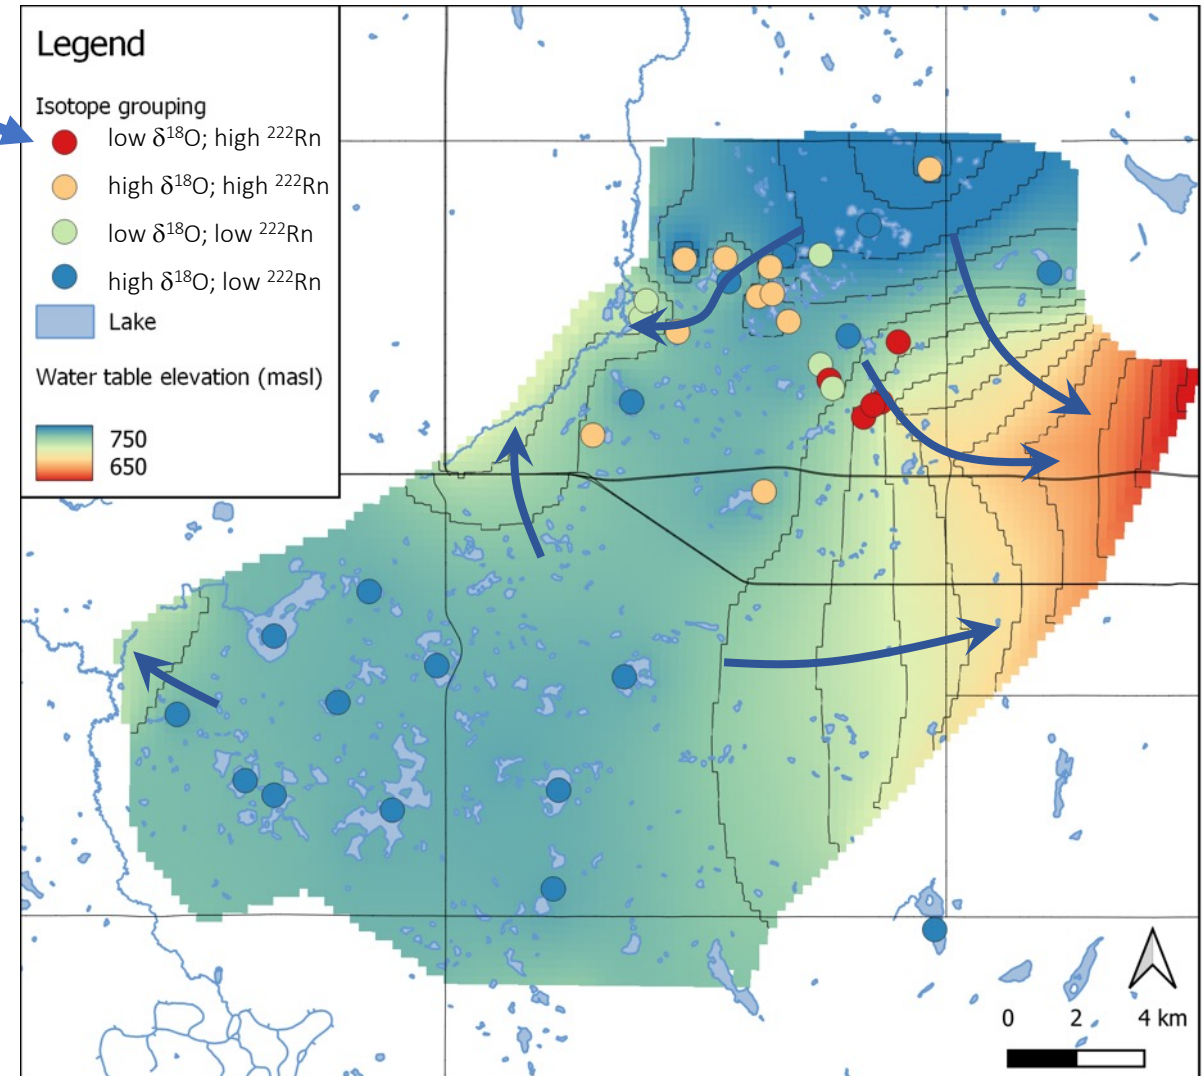 Legend
Isotope grouping
low δ¹⁸O; high ²²²Rn
high δ¹⁸O; high ²²²Rn
low δ¹⁸O; low ²²²Rn
high δ¹⁸O; low ²²²Rn
Lake
Water table elevation (masl)
750
650
0 2 4 km